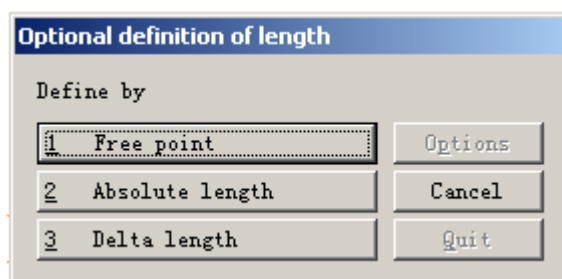 Optional definition of length
Define by
1 Free point Options
2 Absolute length Cancel
3 Delta length Quit